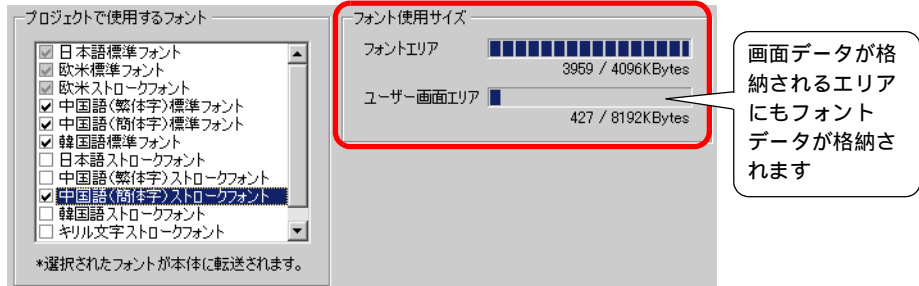 プロジェクトで使用するフォント
日本語標準フォント
欧米標準フォント
欧米ストロークフォント
中国語(繁体字)標準フォント
中国語(簡体字)標準フォント
韓国語標準フォント
日本語ストロークフォント
中国語(繁体字)ストロークフォント
中国語(簡体字)ストロークフォント
韓国語ストロークフォント
キリル文字ストロークフォント
*選択されたフォントが本体に転送されます。
フォント使用サイズ
フォントエリア
3959 / 4096KBytes
ユーザー画面エリア
427 / 8192KBytes
画面データが格
納されるエリア
にもフォント
データが格納さ
れます